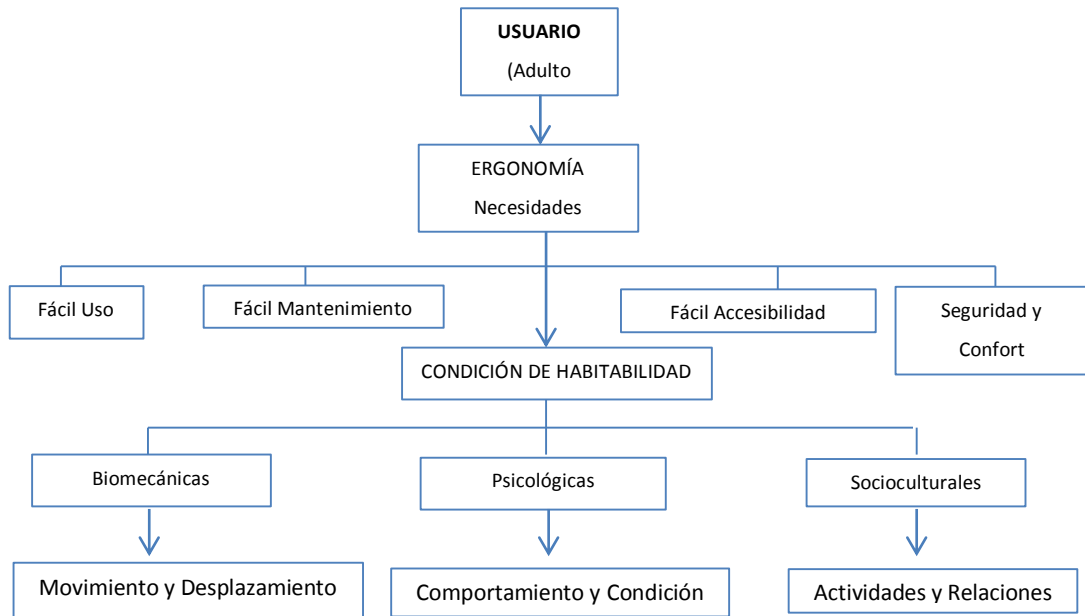 USUARIO
(Adulto
ERGONOMÍA
Necesidades
Fácil Uso
Fácil Mantenimiento
Fácil Accesibilidad
Seguridad y
Confort
CONDICIÓN DE HABITABILIDAD
Biomecánicas
Psicológicas
Socioculturales
Movimiento y Desplazamiento
Comportamiento y Condición
Actividades y Relaciones